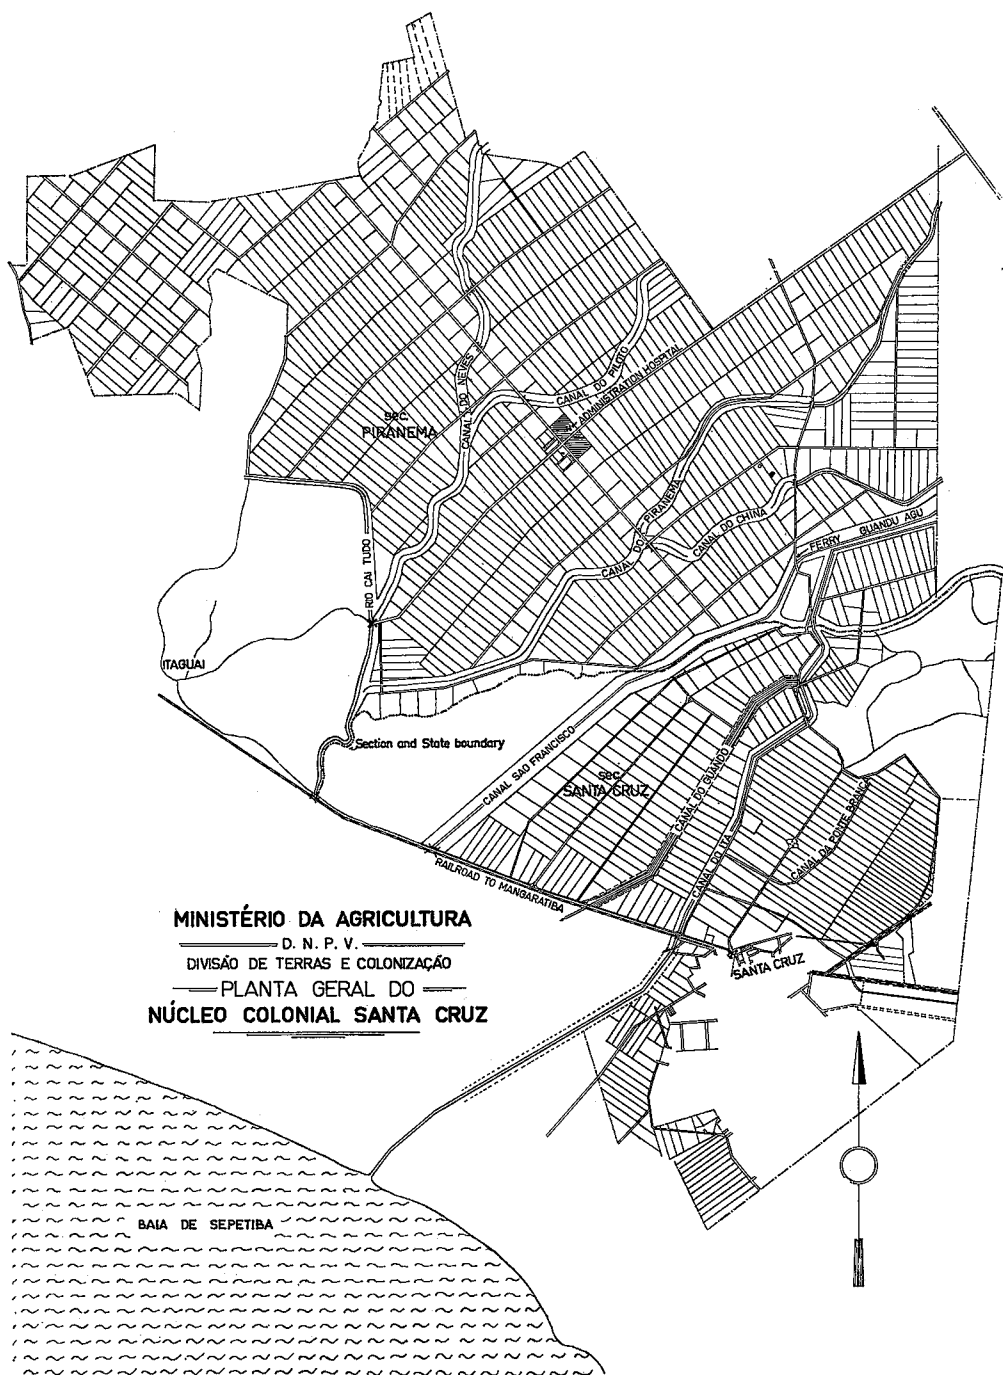 CANAL DO NEVES
CANAL DO PILOTO
ADMINISTRATION HOSPITAL
sec.
PIRANEMA
CANAL DO PIRANEMA
CANAL DO CHINA
RIO CAI TUDO
FERRY GUANDU AGU
ITAGUAI
Section and State boundary
CANAL SAO FRANCISCO
sec.
SANTA CRUZ
CANAL DO GUANDO
CANAL DO ITA
CANAL DA PONTE BRANCA
RAILROAD TO MANGARATIBA
SANTA CRUZ
MINISTÉRIO DA AGRICULTURA
D. N. P. V.
DIVISÃO DE TERRAS E COLONIZAÇÃO
PLANTA GERAL DO
NÚCLEO COLONIAL SANTA CRUZ
BAIA DE SEPETIBA